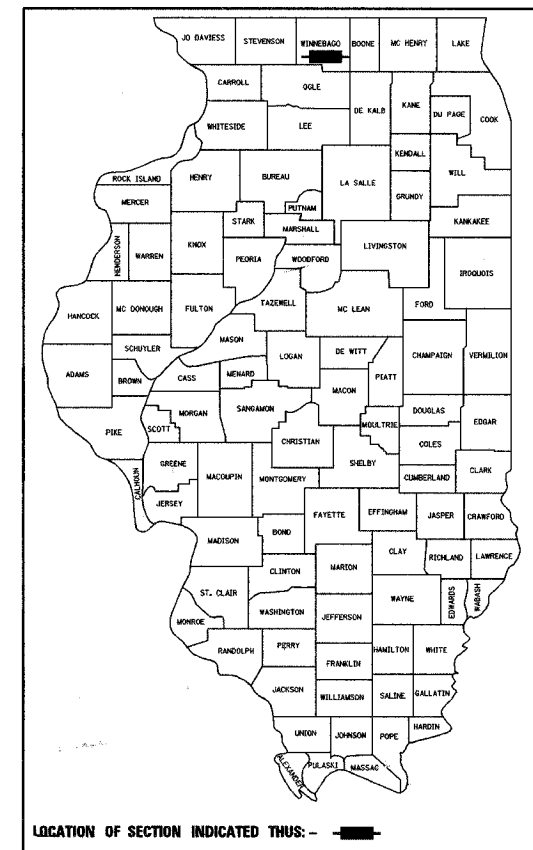 JO DAVIESS STEVENSON WINNEBAGO BOONE MC HENRY LAKE
CARROLL OGLE DE KALB KANE DU PAGE COOK
WHITESIDE LEE
KENDALL WILL
ROCK ISLAND HENRY BUREAU LA SALLE GRUNDY
MERCER PUTNAM
STARK MARSHALL KANKAKEE
HENDERSON WARREN KNOX PEORIA WOODFORD LIVINGSTON IROQUOIS
HANCOCK MC DONOUGH FULTON TAZEWELL MC LEAN FORD
MASON
SCHUYLER LOGAN DE WITT CHAMPAIGN VERMILION
ADAMS BROWN CASS MENARD MACON PIATT
MORGAN SANGAMON DOUGLAS
PIKE SCOTT CHRISTIAN MOULTRIE COLES EDGAR
GREENE MACOUPIN MONTGOMERY SHELBY CLARK
CALHOUN JERSEY CUMBERLAND
FAYETTE EFFINGHAM JASPER CRAWFORD
MADISON BOND
CLAY RICHLAND LAWRENCE
CLINTON MARION
ST. CLAIR WAYNE EDWARDS WABASH
WASHINGTON JEFFERSON
MONROE
RANDOLPH PERRY HAMILTON WHITE
FRANKLIN
JACKSON WILLIAMSON SALINE GALLATIN
UNION JOHNSON POPE HARDIN
ALEXANDER PULASKI MASSAC
LOCATION OF SECTION INDICATED THUS: -